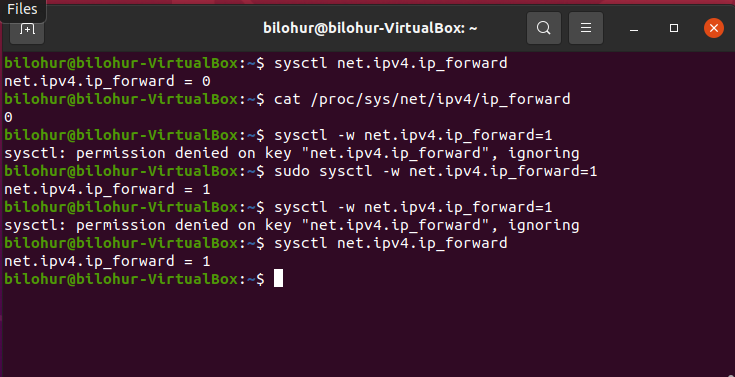 Files
bilohur@bilohur-VirtualBox: ~
bilohur@bilohur-VirtualBox:~$ sysctl net.ipv4.ip_forward
net.ipv4.ip_forward = 0
bilohur@bilohur-VirtualBox:~$ cat /proc/sys/net/ipv4/ip_forward
0
bilohur@bilohur-VirtualBox:~$ sysctl -w net.ipv4.ip_forward=1
sysctl: permission denied on key "net.ipv4.ip_forward", ignoring
bilohur@bilohur-VirtualBox:~$ sudo sysctl -w net.ipv4.ip_forward=1
net.ipv4.ip_forward = 1
bilohur@bilohur-VirtualBox:~$ sysctl -w net.ipv4.ip_forward=1
sysctl: permission denied on key "net.ipv4.ip_forward", ignoring
bilohur@bilohur-VirtualBox:~$ sysctl net.ipv4.ip_forward
net.ipv4.ip_forward = 1
bilohur@bilohur-VirtualBox:~$